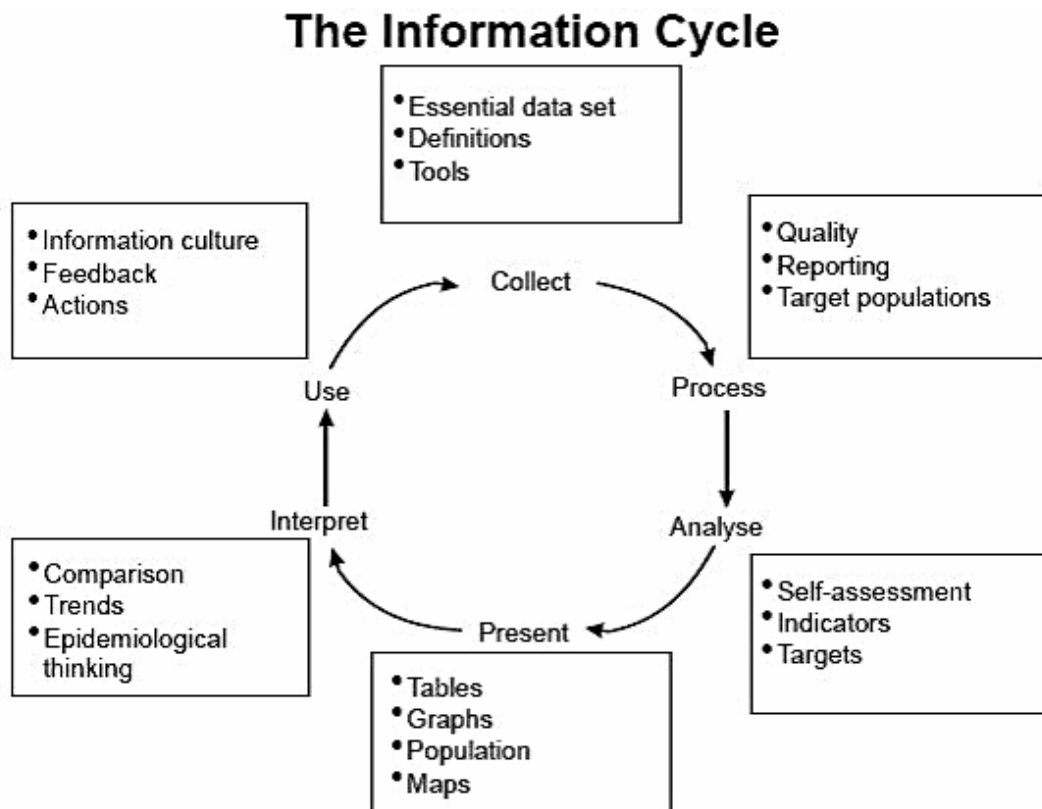 The Information Cycle
• Essential data set
• Definitions
• Tools
• Information culture
• Feedback
• Actions
• Quality
• Reporting
• Target populations
Collect
Use
Process
Interpret
Analyse
• Comparison
• Trends
• Epidemiological
thinking
Present
• Self-assessment
• Indicators
• Targets
• Tables
• Graphs
• Population
• Maps